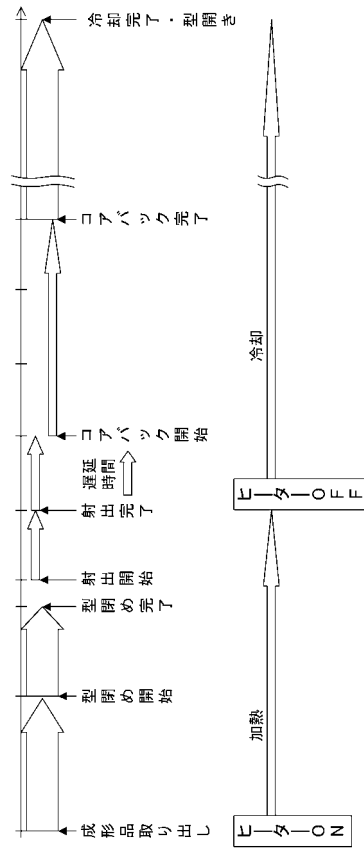 成形品取り出し
型閉め開始
型閉め完了
射出開始
射出完了
遅延
時間
コアバック開始
コアバック完了
冷却完了・型開き
ヒーターON
加熱
ヒーターOFF
冷却